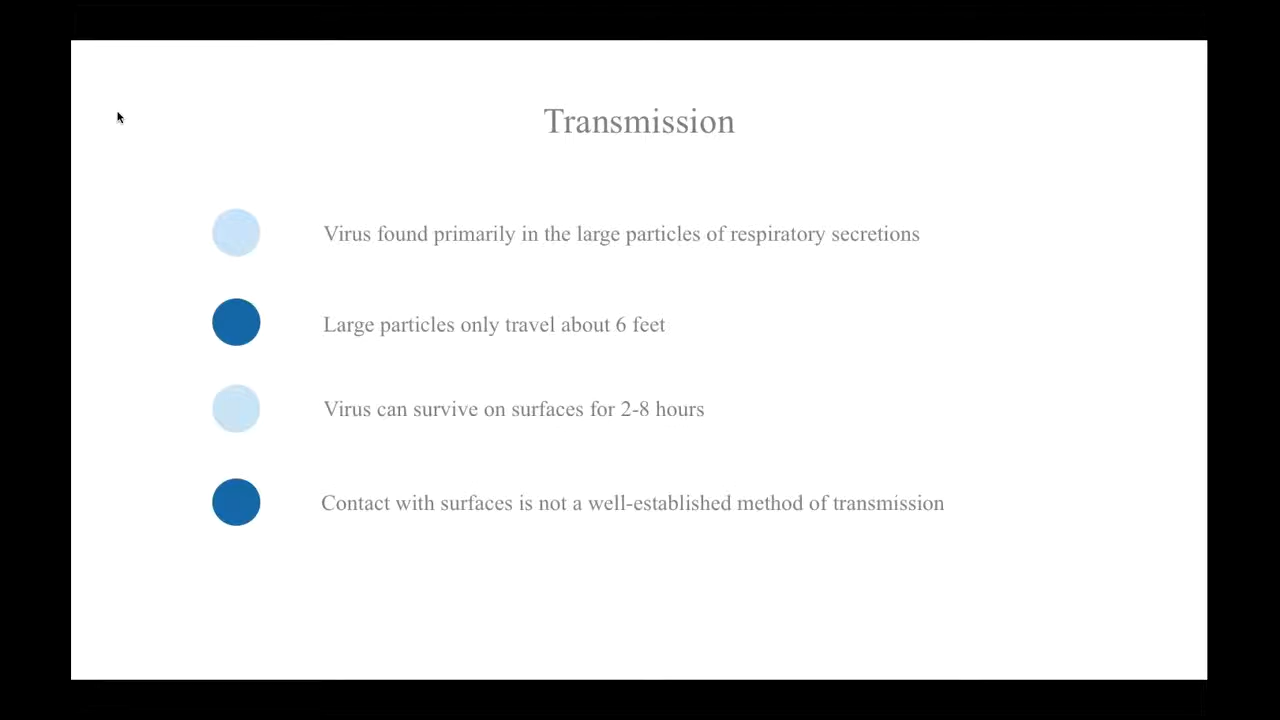 Transmission
Virus found primarily in the large particles of respiratory secretions
Large particles only travel about 6 feet
Virus can survive on surfaces for 2-8 hours
Contact with surfaces is not a well-established method of transmission